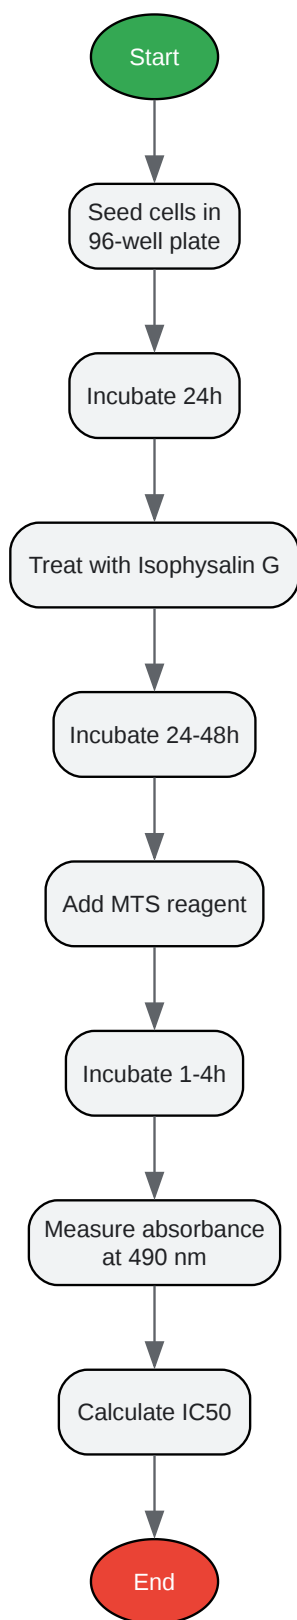 Start
Seed cells in
96-well plate
Incubate 24h
Treat with Isophysalin G
Incubate 24-48h
Add MTS reagent
Incubate 1-4h
Measure absorbance
at 490 nm
Calculate IC50
End